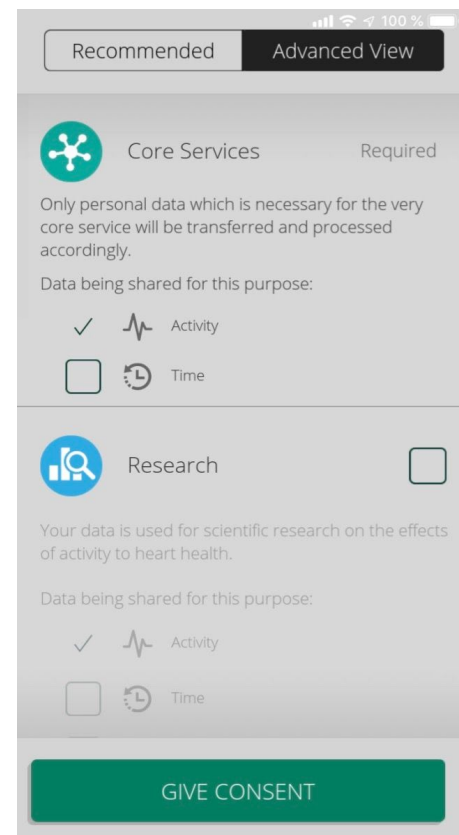 100 %
Recommended
Advanced View
Core Services
Required
Only personal data which is necessary for the very
core service will be transferred and processed
accordingly.
Data being shared for this purpose:
Activity
Time
Research
Your data is used for scientific research on the effects
of activity to heart health.
Data being shared for this purpose:
Activity
Time
GIVE CONSENT